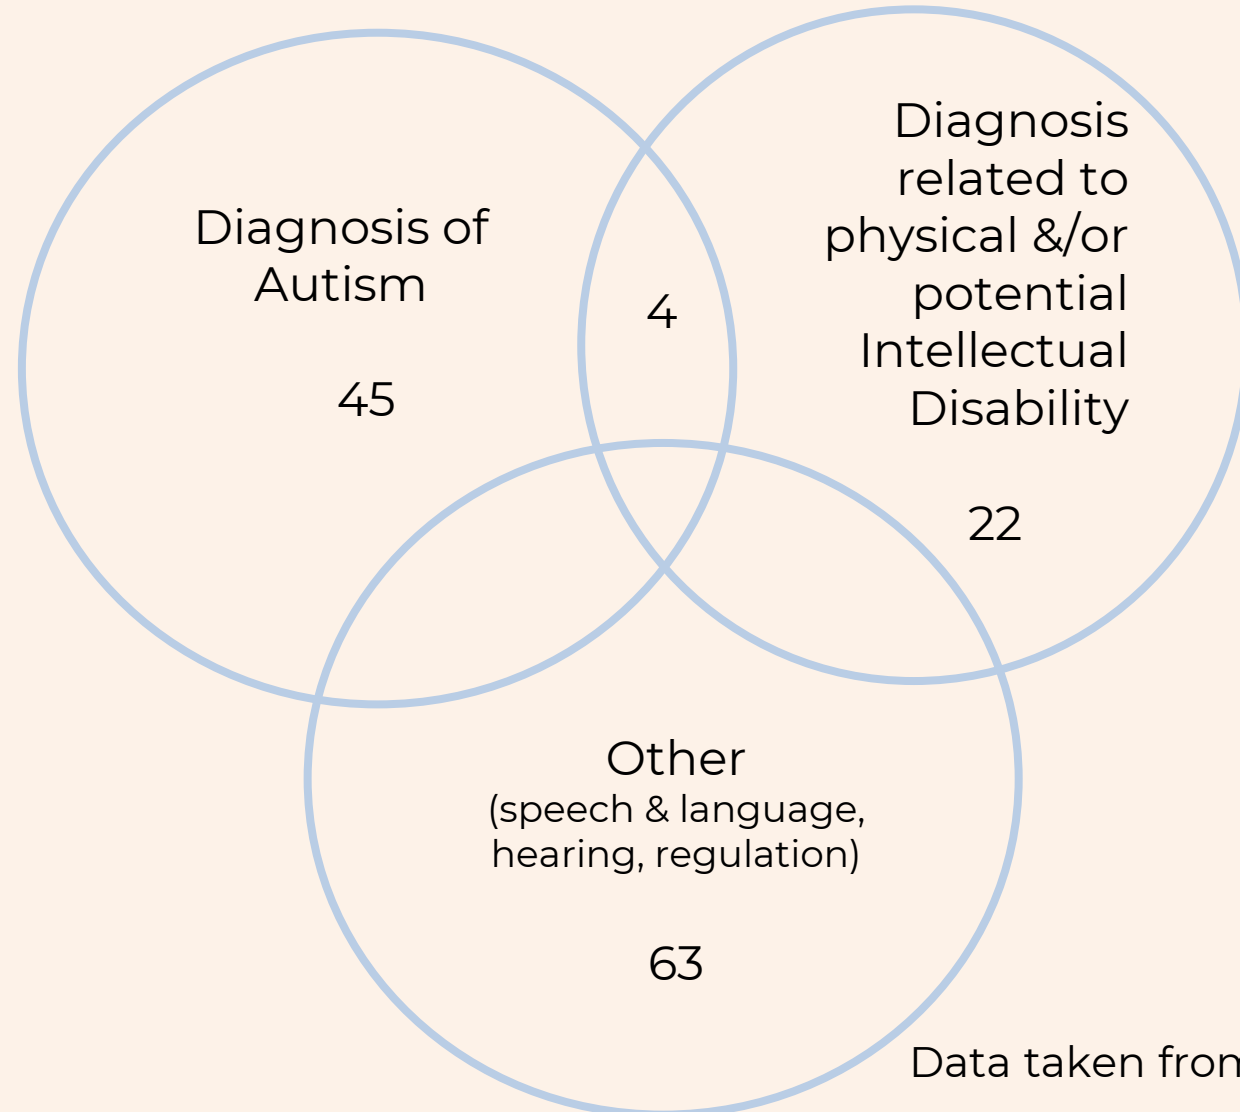 Diagnosis of
Autism
45
4
Diagnosis
related to
physical &/or
potential
Intellectual
Disability
22
Other
(speech & language,
hearing, regulation)
63
Data taken from